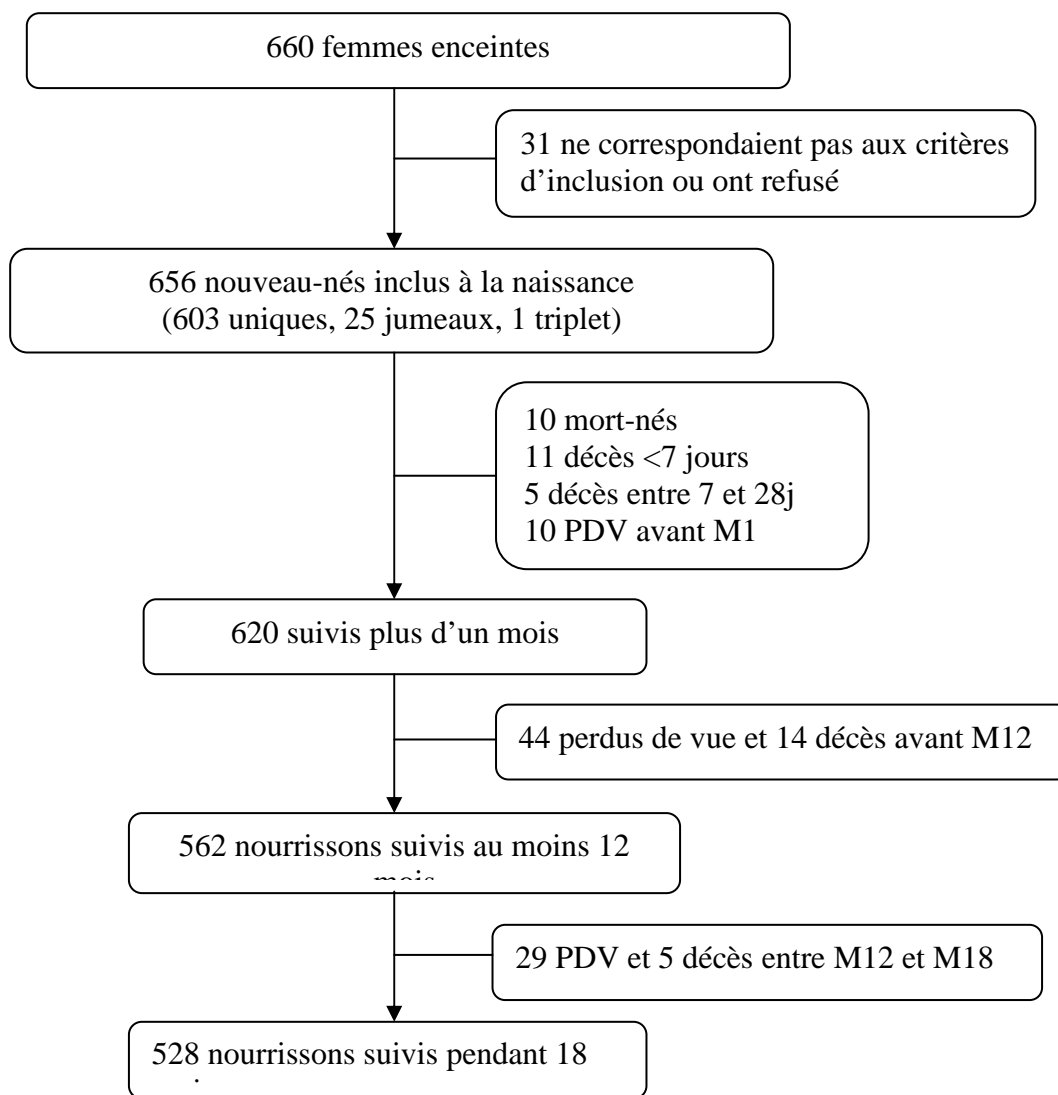 660 femmes enceintes
31 ne correspondaient pas aux critères
d’inclusion ou ont refusé
656 nouveau-nés inclus à la naissance
(603 uniques, 25 jumeaux, 1 triplet)
10 mort-nés
11 décès <7 jours
5 décès entre 7 et 28j
10 PDV avant M1
620 suivis plus d’un mois
44 perdus de vue et 14 décès avant M12
562 nourrissons suivis au moins 12
mois
29 PDV et 5 décès entre M12 et M18
528 nourrissons suivis pendant 18